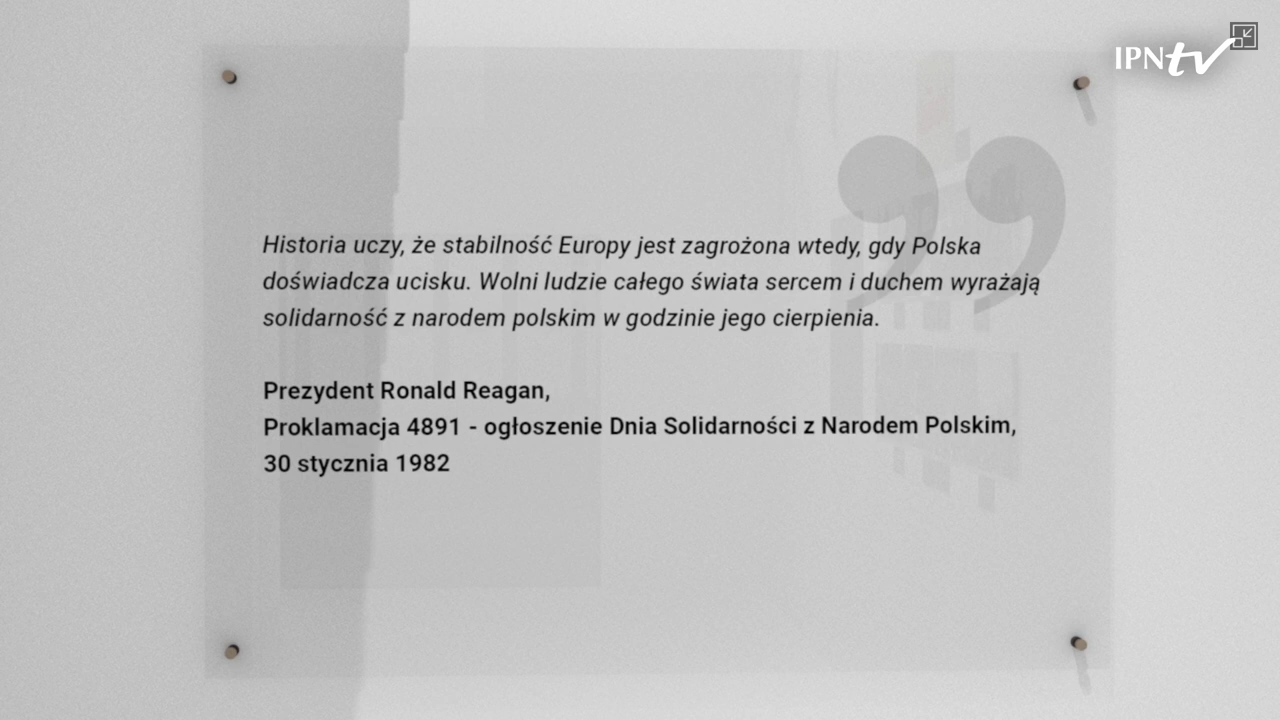 IPNtv
Historia uczy, że stabilność Europy jest zagrożona wtedy, gdy Polska
doświadcza ucisku. Wolni ludzie całego świata sercem i duchem wyrażają
solidarność z narodem polskim w godzinie jego cierpienia.
Prezydent Ronald Reagan,
Proklamacja 4891 - ogłoszenie Dnia Solidarności z Narodem Polskim,
30 stycznia 1982